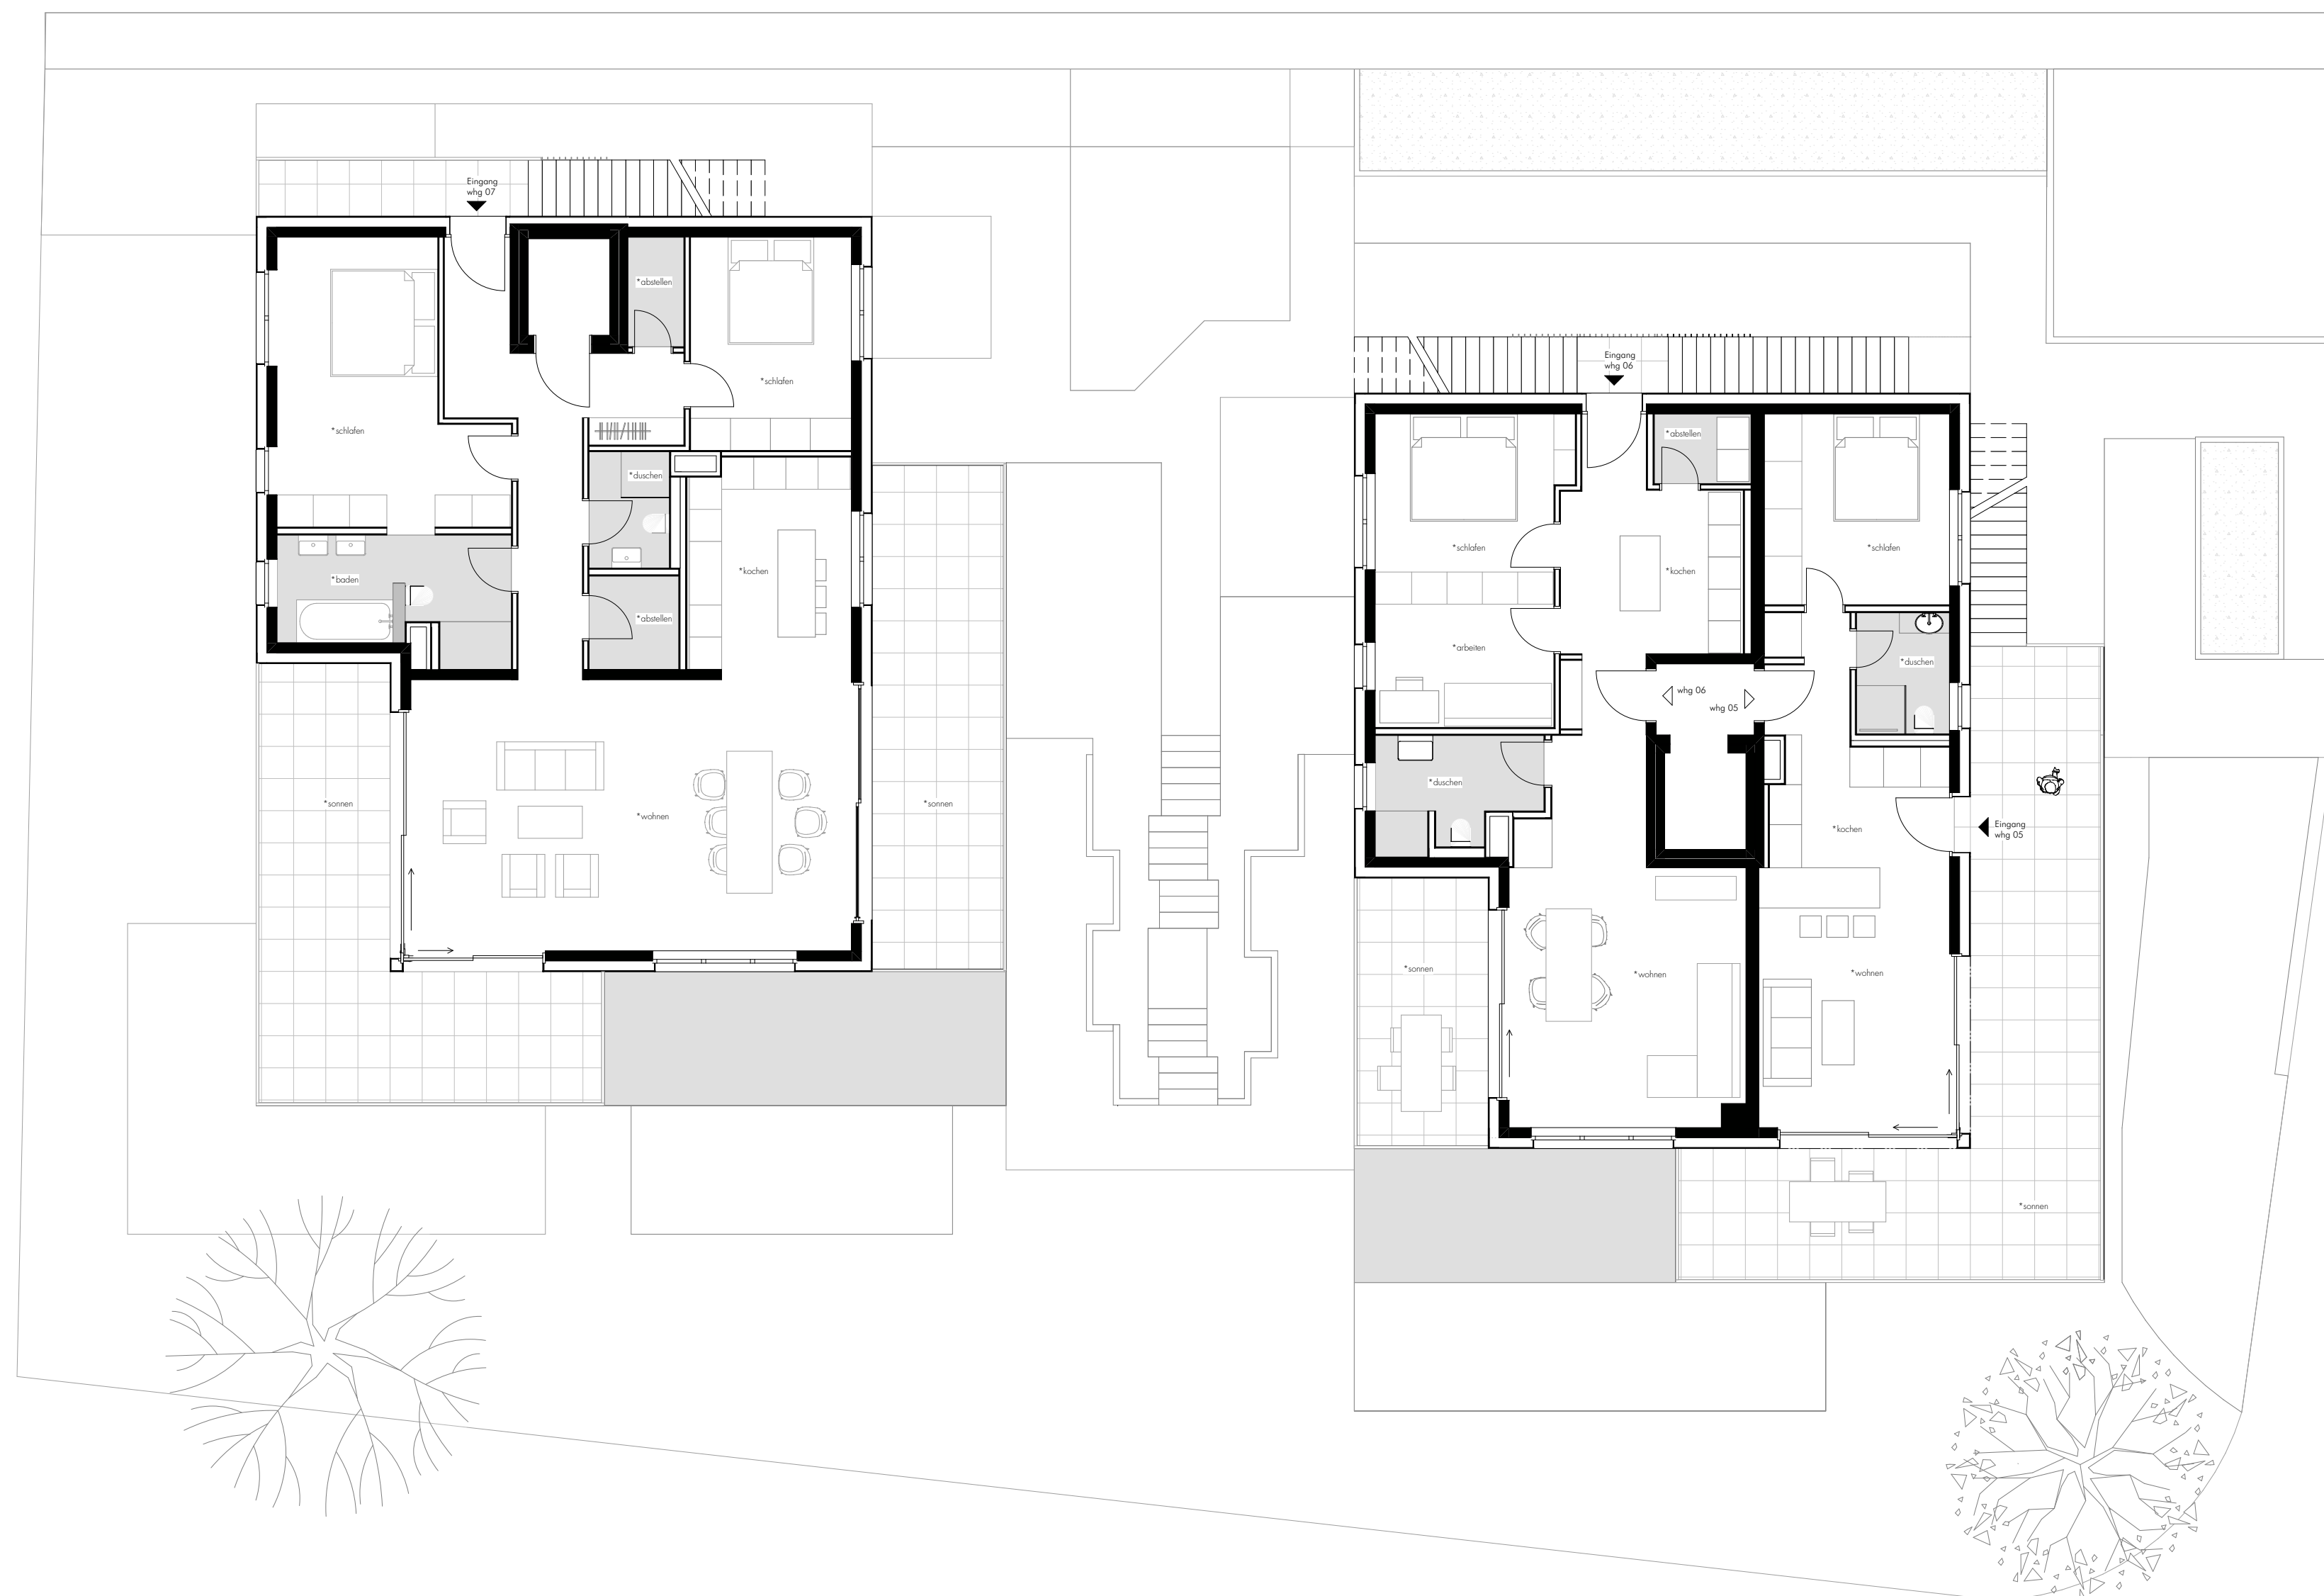 Eingang
whg 07
*abstellen
*schlafen
*schlafen
*duschen
*kochen
*baden
*abstellen
*sonnen
*wohnen
*sonnen
Eingang
whg 06
*abstellen
*schlafen
*kochen
*schlafen
*arbeiten
*duschen
whg 06
whg 05
*duschen
*kochen
Eingang
whg 05
*sonnen
*wohnen
*wohnen
*sonnen